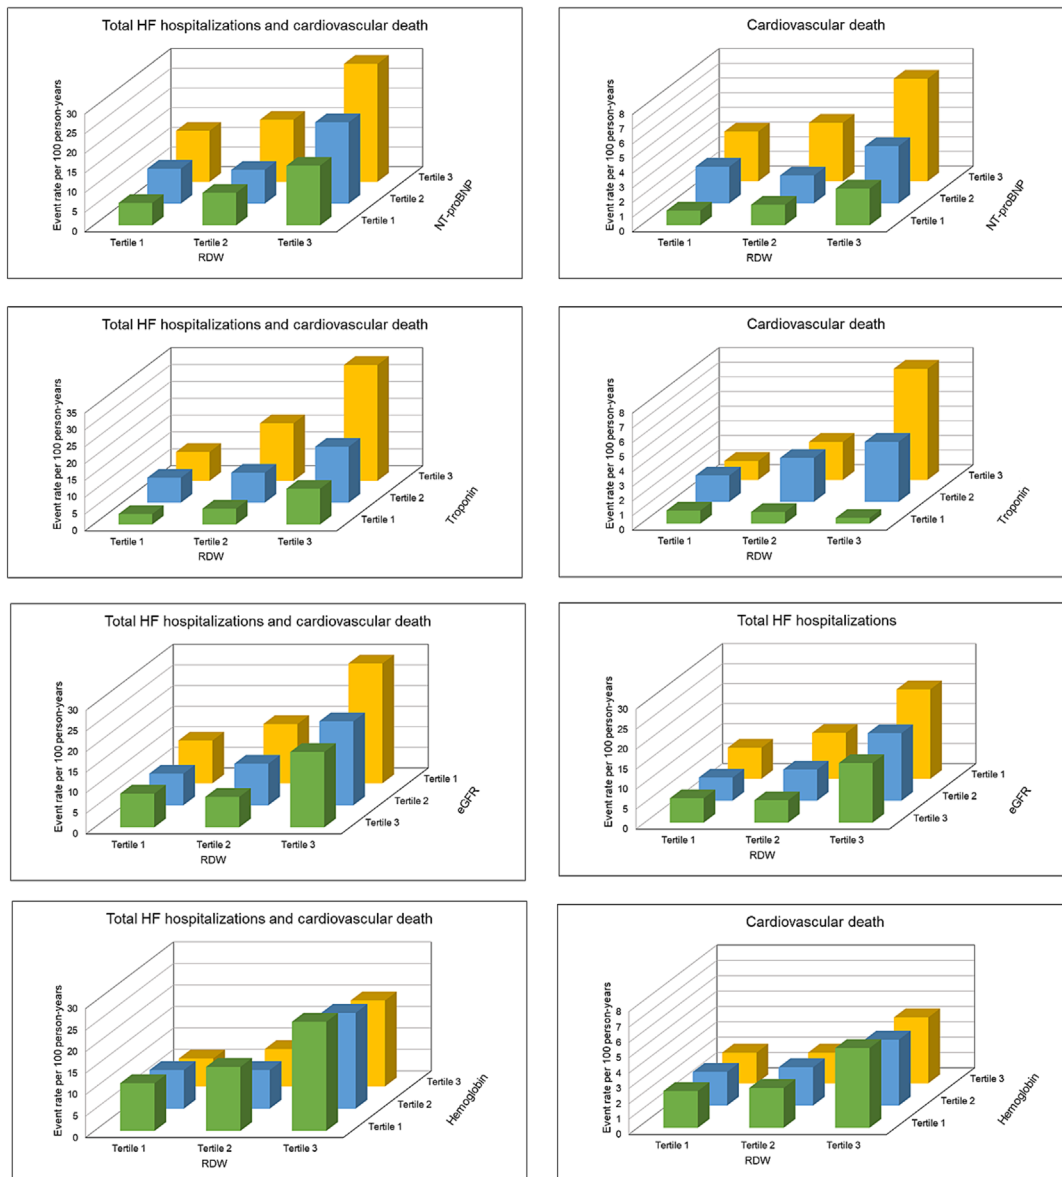 Total HF hospitalizations and cardiovascular death
Event rate per 100 person-years
30
25
20
15
10
5
0
Tertile 1
Tertile 2
Tertile 3
RDW
Tertile 3
Tertile 2
Tertile 1
NT-proBNP
Cardiovascular death
Event rate per 100 person-years
8
7
6
5
4
3
2
1
0
Tertile 1
Tertile 2
Tertile 3
RDW
Tertile 3
Tertile 2
Tertile 1
NT-proBNP
Total HF hospitalizations and cardiovascular death
Event rate per 100 person-years
35
30
25
20
15
10
5
0
Tertile 1
Tertile 2
Tertile 3
RDW
Tertile 3
Tertile 2
Tertile 1
Troponin
Cardiovascular death
Event rate per 100 person-years
8
7
6
5
4
3
2
1
0
Tertile 1
Tertile 2
Tertile 3
RDW
Tertile 3
Tertile 2
Tertile 1
Troponin
Total HF hospitalizations and cardiovascular death
Event rate per 100 person-years
30
25
20
15
10
5
0
Tertile 1
Tertile 2
Tertile 3
RDW
Tertile 1
Tertile 2
Tertile 3
eGFR
Total HF hospitalizations
Event rate per 100 person-years
30
25
20
15
10
5
0
Tertile 1
Tertile 2
Tertile 3
RDW
Tertile 1
Tertile 2
Tertile 3
eGFR
Total HF hospitalizations and cardiovascular death
Event rate per 100 person-years
30
25
20
15
10
5
0
Tertile 1
Tertile 2
Tertile 3
RDW
Tertile 3
Tertile 2
Tertile 1
Hemoglobin
Cardiovascular death
Event rate per 100 person-years
8
7
6
5
4
3
2
1
0
Tertile 1
Tertile 2
Tertile 3
RDW
Tertile 3
Tertile 2
Tertile 1
Hemoglobin